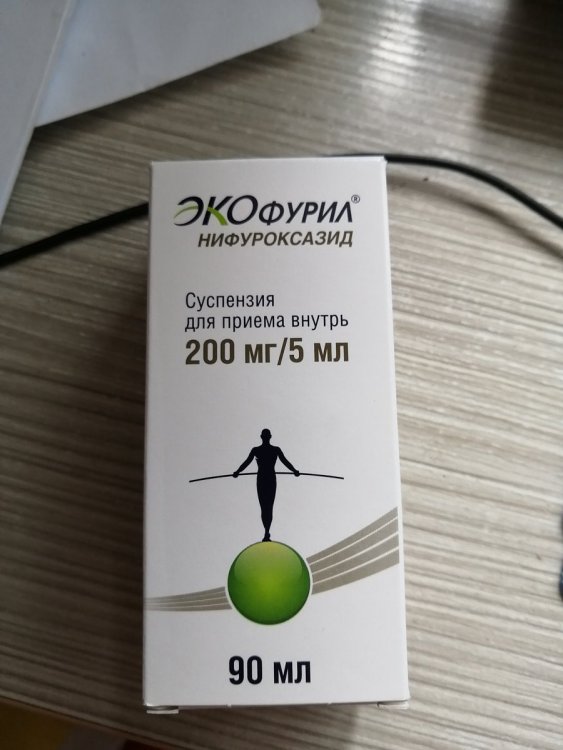 ЭКОФУРИЛ®
НИФУРОКСАЗИД
Суспензия
для приема внутрь
200 мг/5 мл
90 мл